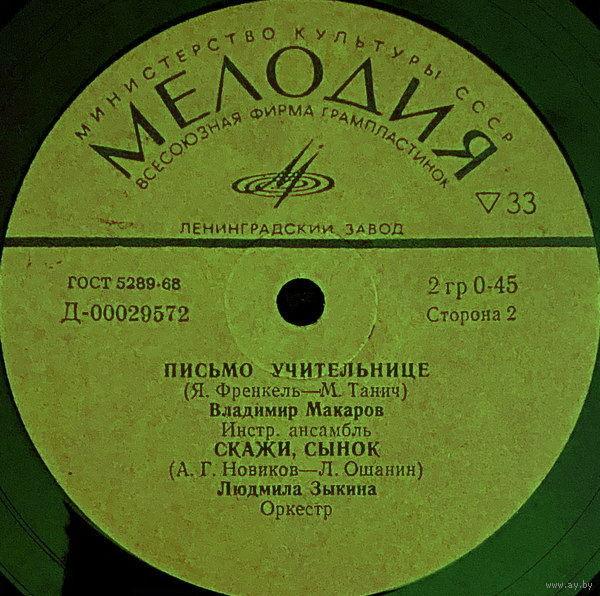 МИНИСТЕРСТВО КУЛЬТУРЫ СССР
МЕЛОДИЯ
ВСЕСОЮЗНАЯ ФИРМА ГРАМПЛАСТИНОК
▽33
ЛЕНИНГРАДСКИЙ ЗАВОД
ГОСТ 5289-68
2 гр 0-45
Д-00029572
Сторона 2
ПИСЬМО УЧИТЕЛЬНИЦЕ
(Я. Френкель—М. Танич)
Владимир Макаров
Инстр. ансамбль
СКАЖИ, СЫНОК
(А. Г. Новиков—Л. Ошанин)
Людмила Зыкина
Оркестр
www.ay.by